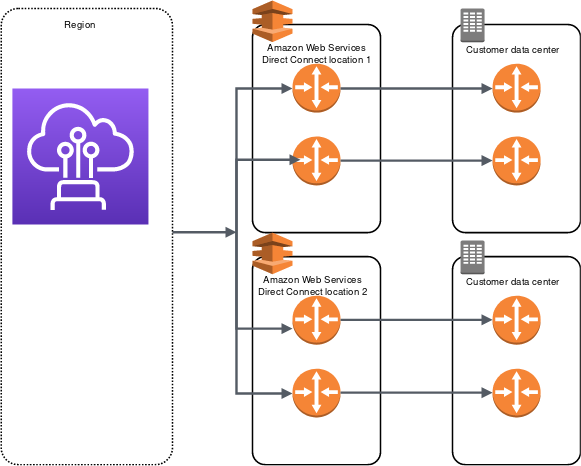 Region
Amazon Web Services
Direct Connect location 1
Customer data center
Amazon Web Services
Direct Connect location 2
Customer data center